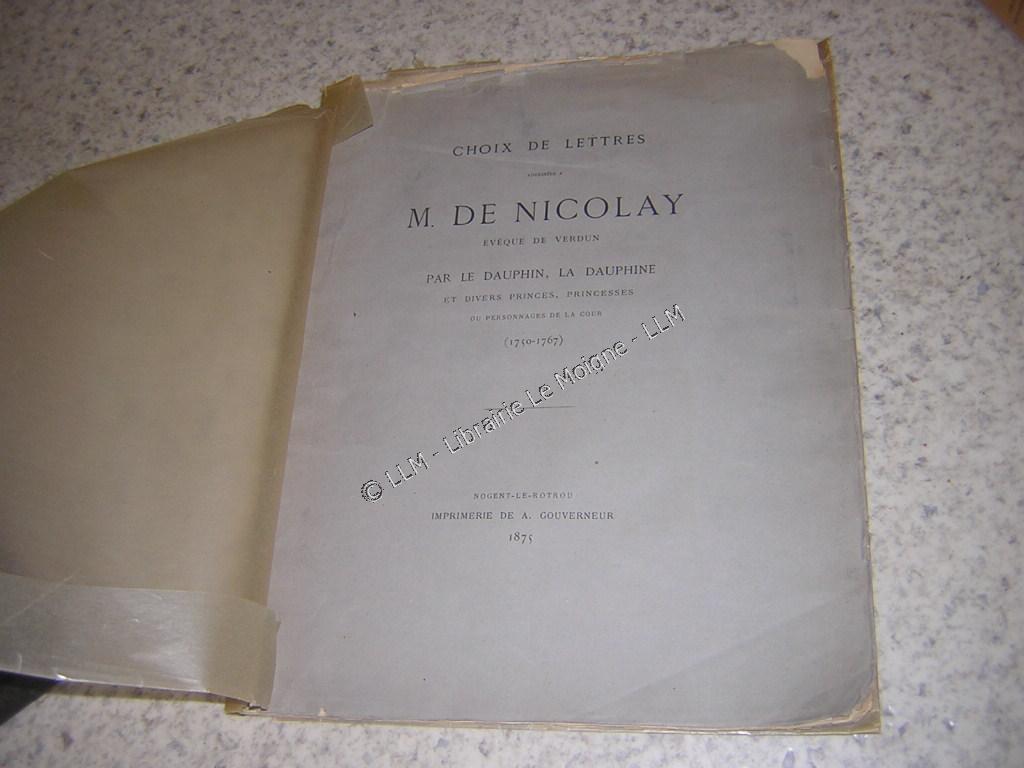 CHOIX DE LETTRES
ADRESSÉES A
M. DE NICOLAY
ÉVÊQUE DE VERDUN
PAR LE DAUPHIN, LA DAUPHINE
ET DIVERS PRINCES, PRINCESSES
OU PERSONNAGES DE LA COUR
(1750-1767)
© LLM - Librairie Le Moigne - LLM
NOGENT-LE-ROTROU
IMPRIMERIE DE A. GOUVERNEUR
1875